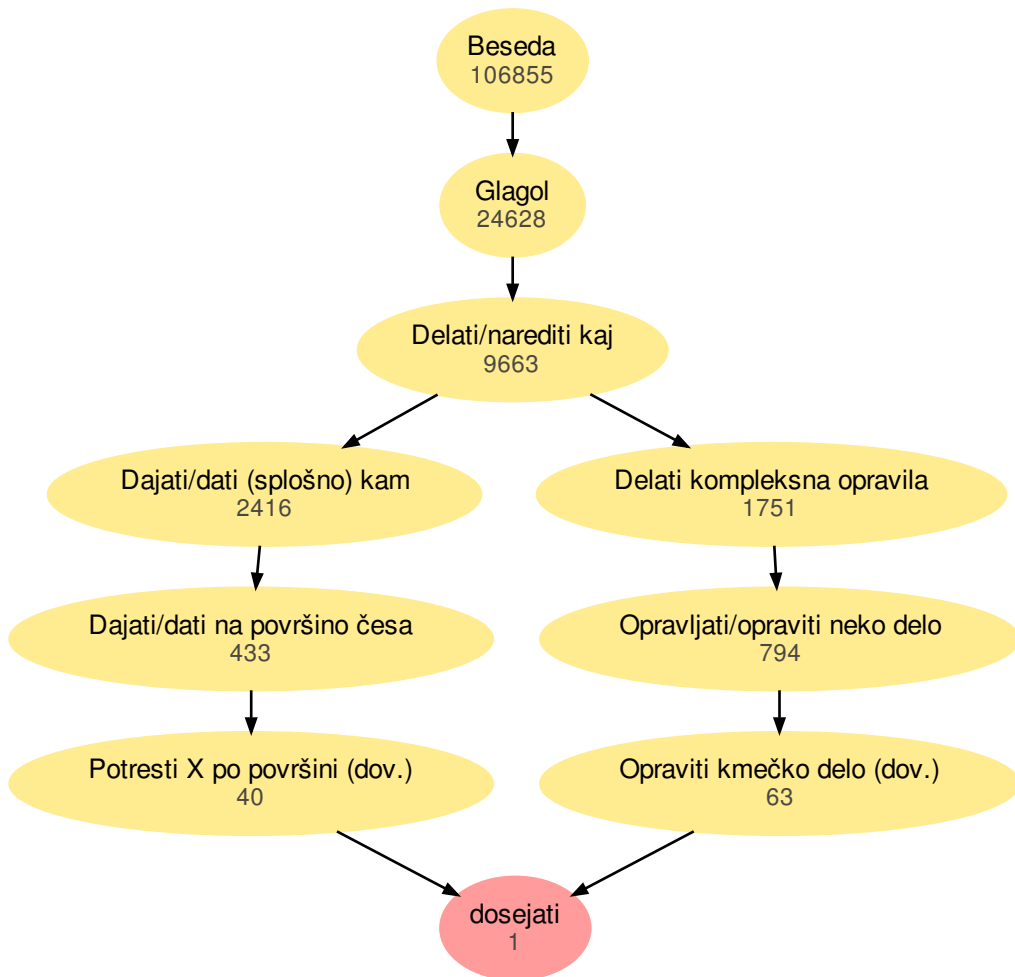 Beseda
106855
Glagol
24628
Delati/narediti kaj
9663
Dajati/dati (splošno) kam
2416
Delati kompleksna opravila
1751
Dajati/dati na površino česa
433
Opravljati/opraviti neko delo
794
Potresti X po površini (dov.)
40
Opraviti kmečko delo (dov.)
63
dosejati
1